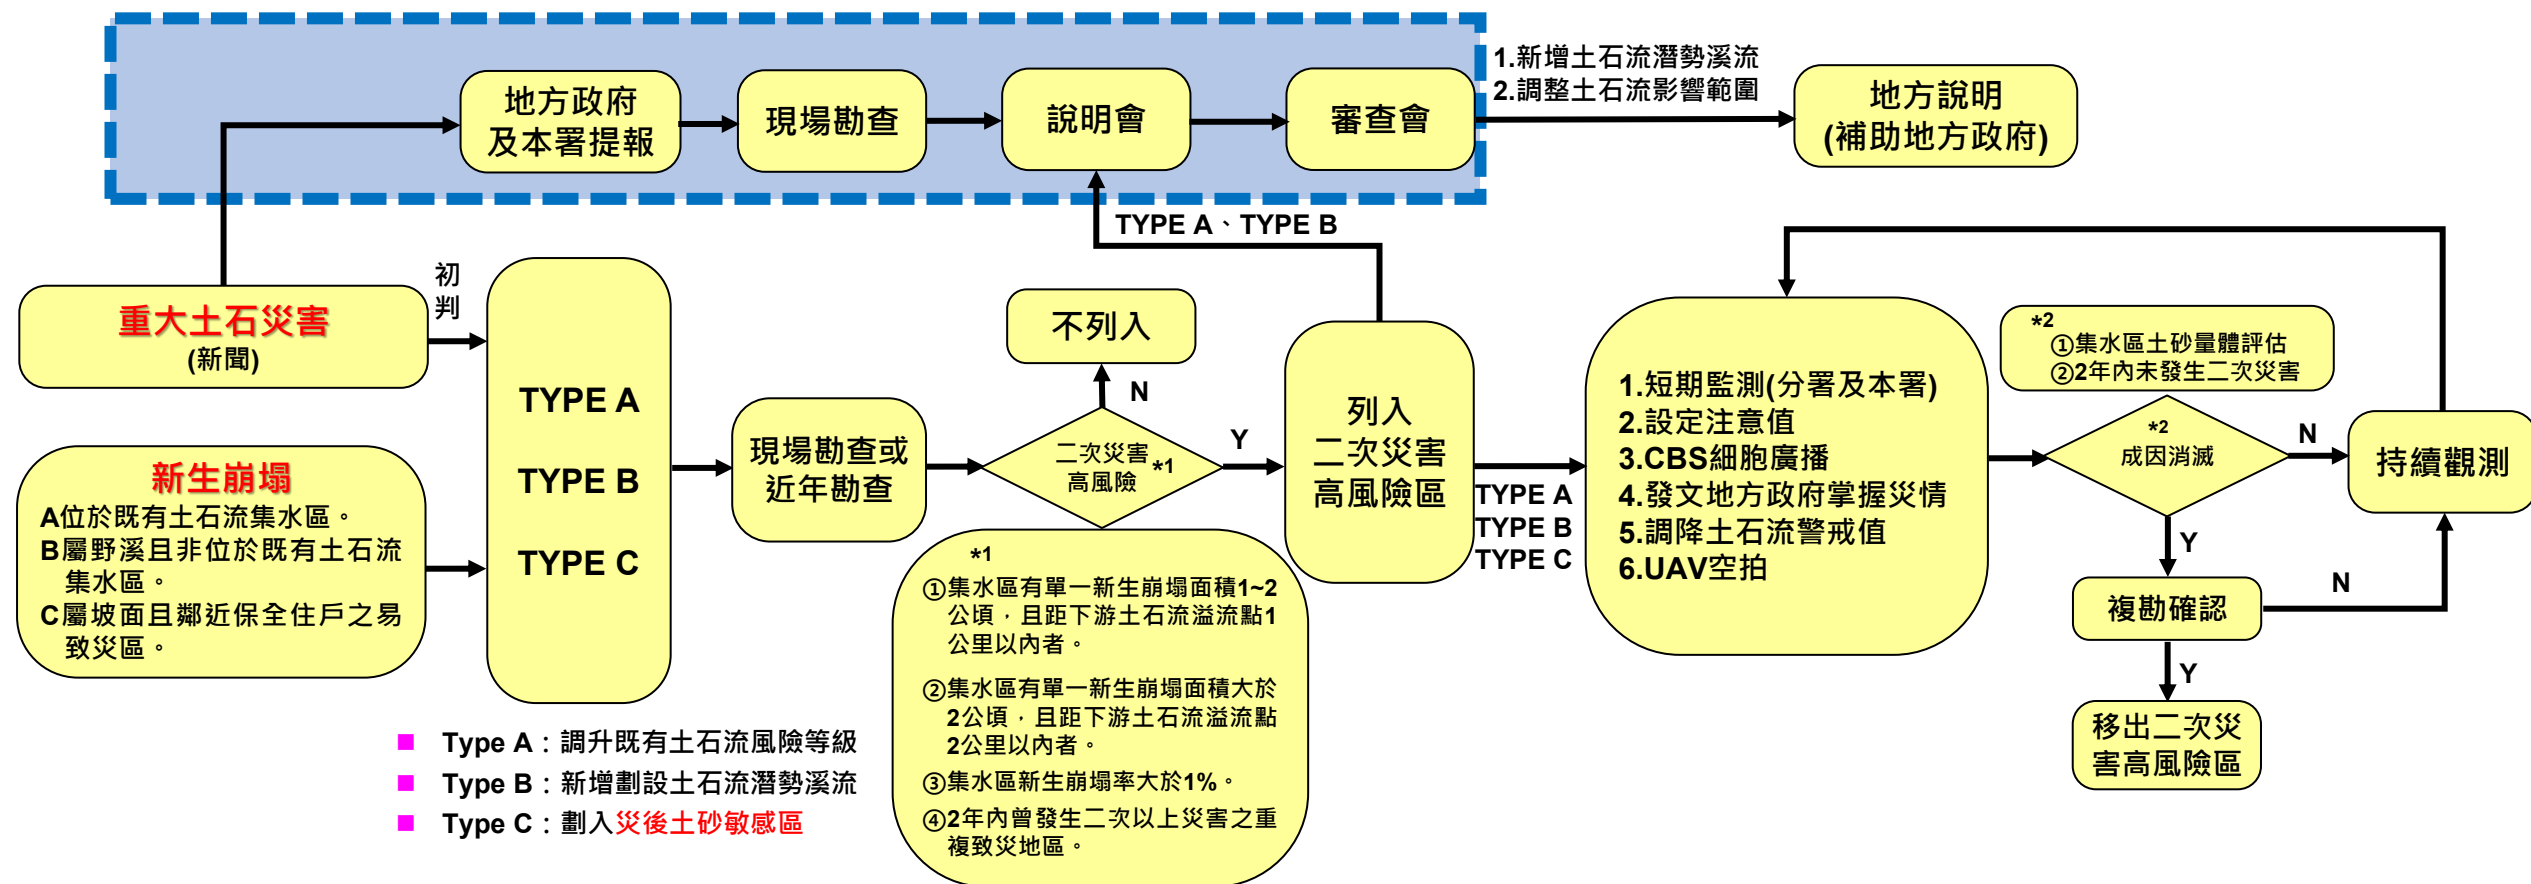 地方政府
及本署提報
現場勘查
說明會
審查會
1.新增土石流潛勢溪流
2.調整土石流影響範圍
地方說明
(補助地方政府)
TYPE A、TYPE B
重大土石災害
(新聞)
初
判
新生崩塌
A位於既有土石流集水區。
B屬野溪且非位於既有土石流
集水區。
C屬坡面且鄰近保全住戶之易
致災區。
TYPE A
TYPE B
TYPE C
現場勘查或
近年勘查
不列入
N
二次災害
高風險
*1
Y
*1
①集水區有單一新生崩塌面積1~2
公頃，且距下游土石流溢流點1
公里以內者。
②集水區有單一新生崩塌面積大於
2公頃，且距下游土石流溢流點
2公里以內者。
③集水區新生崩塌率大於1%。
④2年內曾發生二次以上災害之重
複致災地區。
列入
二次災害
高風險區
TYPE A
TYPE B
TYPE C
1.短期監測(分署及本署)
2.設定注意值
3.CBS細胞廣播
4.發文地方政府掌握災情
5.調降土石流警戒值
6.UAV空拍
*2
①集水區土砂量體評估
②2年內未發生二次災害
*2
成因消滅
N
持續觀測
Y
複勘確認
N
Y
移出二次災
害高風險區
Type A：調升既有土石流風險等級
Type B：新增劃設土石流潛勢溪流
Type C：劃入災後土砂敏感區